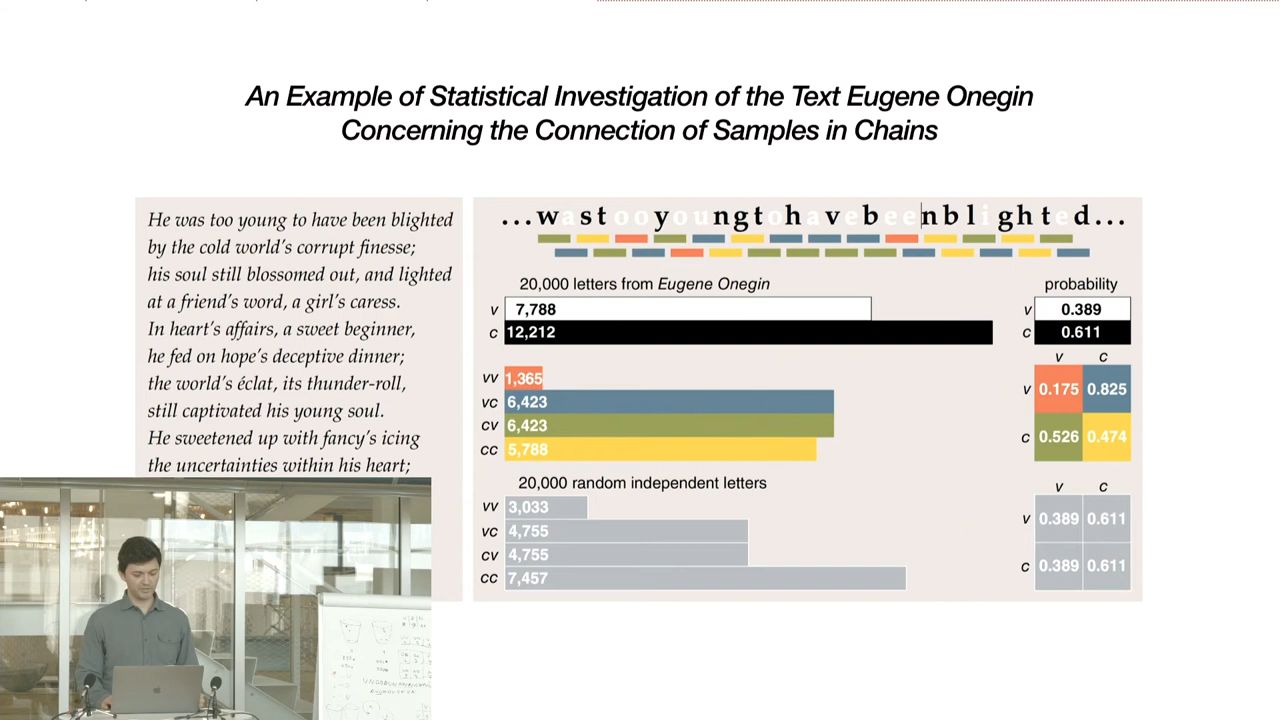 An Example of Statistical Investigation of the Text Eugene Onegin
Concerning the Connection of Samples in Chains
He was too young to have been blighted
by the cold world's corrupt finesse;
his soul still blossomed out, and lighted
at a friend's word, a girl's caress.
In heart's affairs, a sweet beginner,
he fed on hope's deceptive dinner;
the world's éclat, its thunder-roll,
still captivated his young soul.
He sweetened up with fancy's icing
the uncertainties within his heart;
...wastooyoungtohavebeenblighted...
20,000 letters from Eugene Onegin
v 7,788
c 12,212
vv 1,365
vc 6,423
cv 6,423
cc 5,788
probability
v 0.389
c 0.611
v c
v 0.175 0.825
c 0.526 0.474
20,000 random independent letters
vv 3,033
vc 4,755
cv 4,755
cc 7,457
v c
v 0.389 0.611
c 0.389 0.611